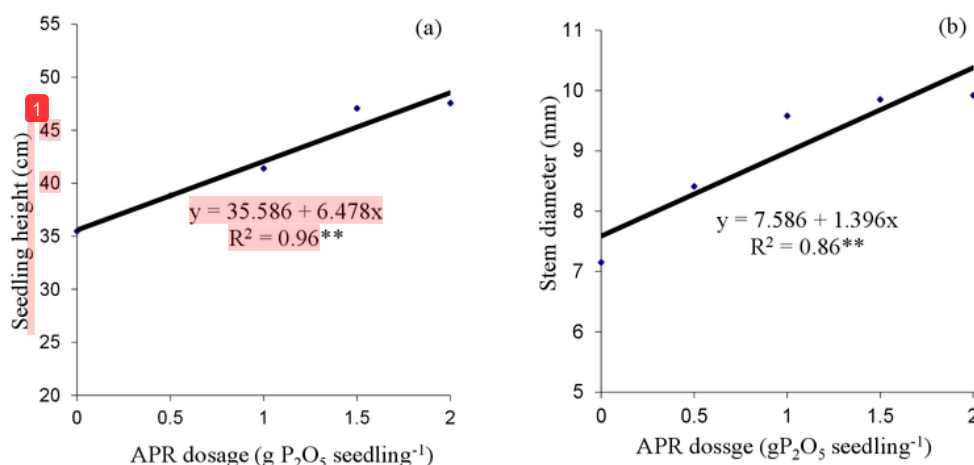 (a)
55
50
1
45
40
35
30
25
20
Seedling height (cm)
y = 35.586 + 6.478x
R² = 0.96**
0 0.5 1 1.5 2
APR dosage (g P₂O₅ seedling⁻¹)
(b)
11
10
9
8
7
6
5
Stem diameter (mm)
y = 7.586 + 1.396x
R² = 0.86**
0 0.5 1 1.5 2
APR dossge (gP₂O₅ seedling⁻¹)